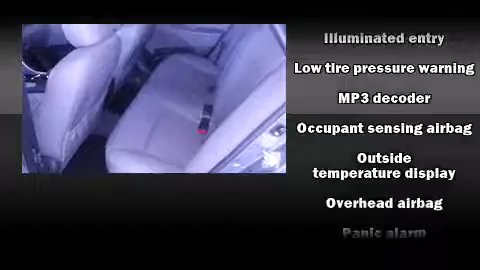 Illuminated entry
Low tire pressure warning
MP3 decoder
Occupant sensing airbag
Outside
temperature display
Overhead airbag
Panic alarm